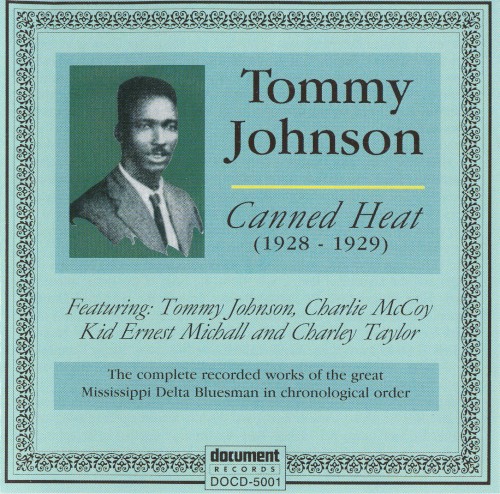 Tommy
Johnson
Canned Heat
(1928 - 1929)
Featuring: Tommy Johnson, Charlie McCoy
Kid Ernest Michall and Charley Taylor
The complete recorded works of the great
Mississippi Delta Bluesman in chronological order
document
RECORDS
DOCD-5001